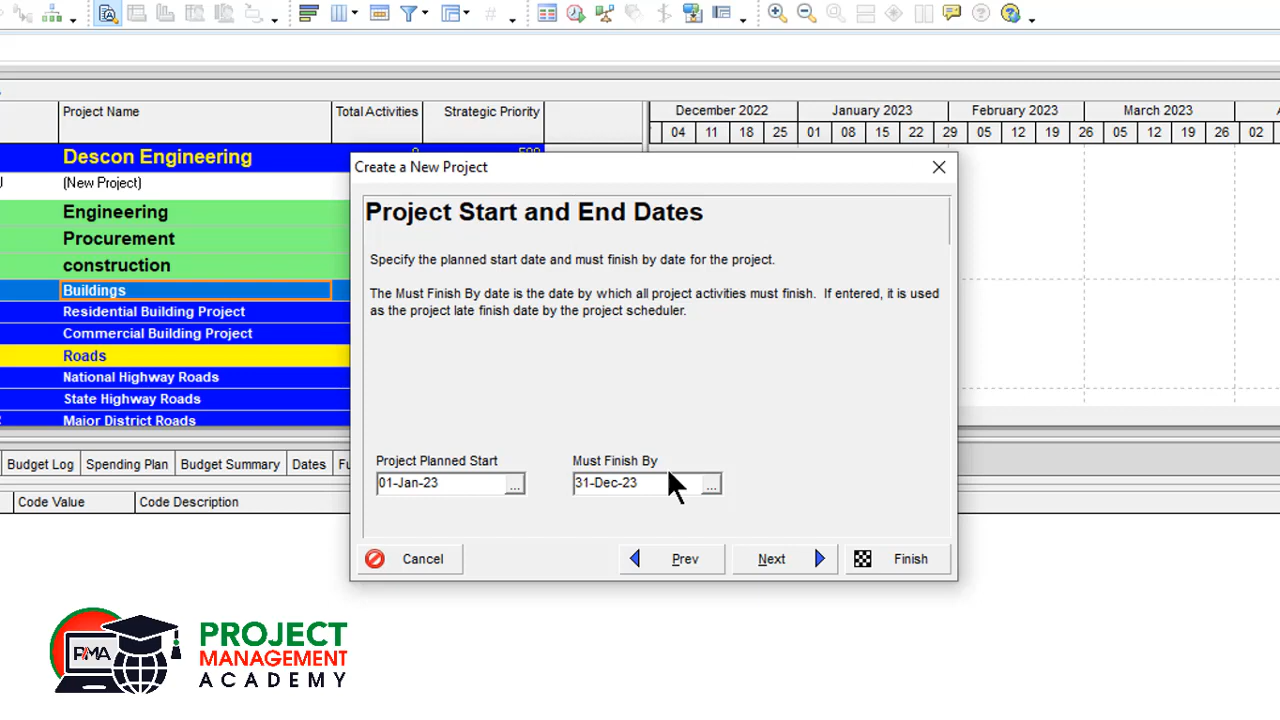 #
Project Name Total Activities Strategic Priority December 2022 January 2023 February 2023 March 2023
04 11 18 25 01 08 15 22 29 05 12 19 26 05 12 19 26 02
Descon Engineering
(New Project)
Engineering
Procurement
construction
Buildings
Residential Building Project
Commercial Building Project
Roads
National Highway Roads
State Highway Roads
Major District Roads
Create a New Project
Project Start and End Dates
Specify the planned start date and must finish by date for the project.
The Must Finish By date is the date by which all project activities must finish. If entered, it is used
as the project late finish date by the project scheduler.
Project Planned Start Must Finish By
01-Jan-23 ... 31-Dec-23 ...
Cancel Prev Next Finish
Budget Log Spending Plan Budget Summary Dates
Code Value Code Description
PMA
PROJECT
MANAGEMENT
ACADEMY